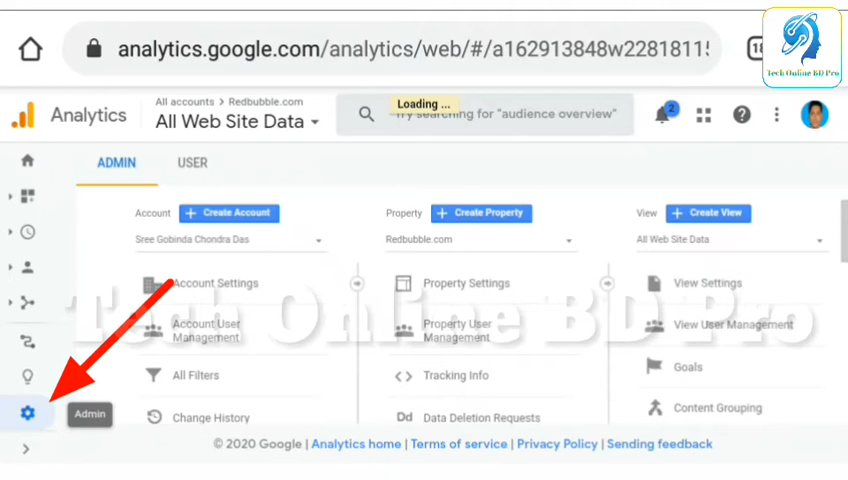 analytics.google.com/analytics/web/#/a162913848w22818115
18
Tech Online BD Pro
Analytics
All accounts > Redbubble.com
All Web Site Data
Loading ...
Try searching for "audience overview"
2
ADMIN
USER
Account
+ Create Account
Property
+ Create Property
View
+ Create View
Sree Gobinda Chondra Das
Redbubble.com
All Web Site Data
Account Settings
Property Settings
View Settings
Tech Online BD Pro
Account User
Management
Property User
Management
View User Management
All Filters
Tracking Info
Goals
Admin
Change History
Dd
Data Deletion Requests
Content Grouping
© 2020 Google | Analytics home | Terms of service | Privacy Policy | Sending feedback